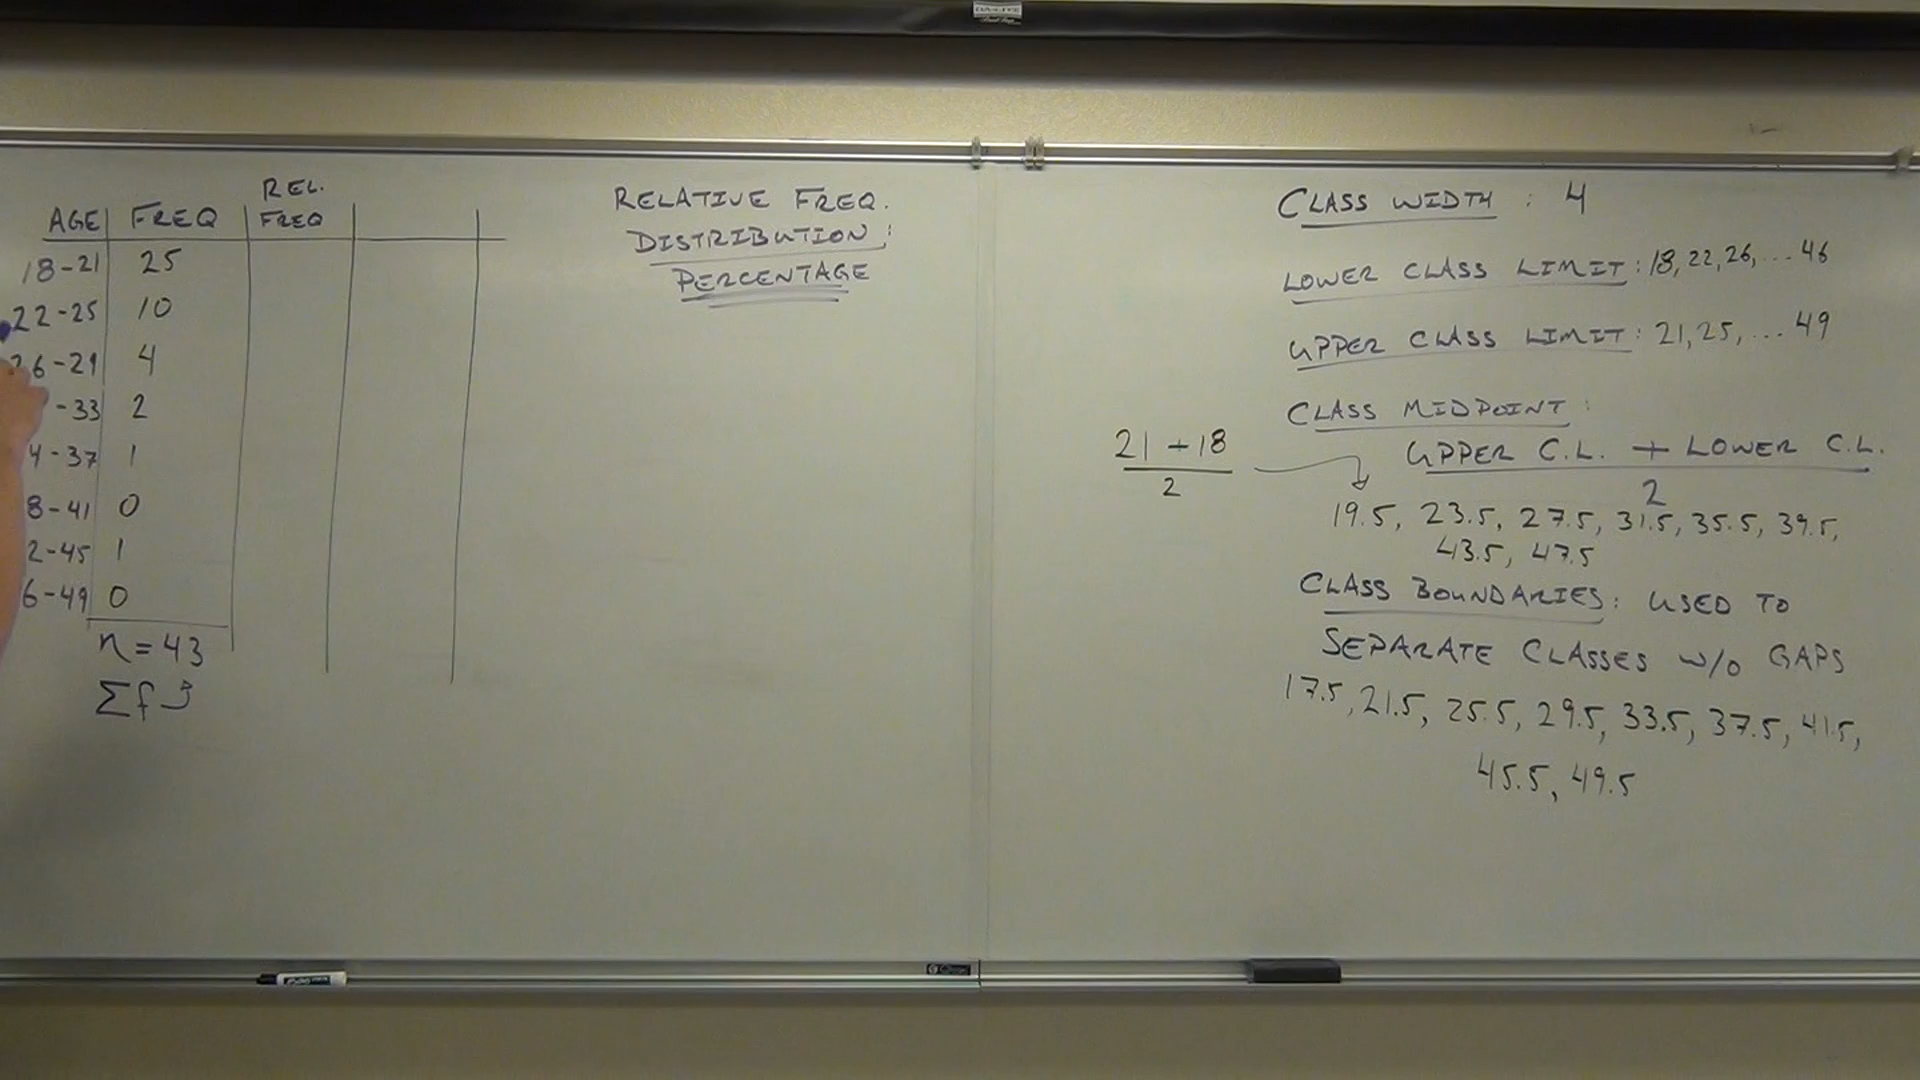 REL.
AGE FREQ FREQ
18-21 25
22-25 10
26-29 4
-33 2
4-37 1
8-41 0
2-45 1
6-49 0
n = 43
Σf
RELATIVE FREQ.
DISTRIBUTION:
PERCENTAGE
CLASS WIDTH : 4
LOWER CLASS LIMIT: 18, 22, 26, ... 46
UPPER CLASS LIMIT: 21, 25, ... 49
CLASS MIDPOINT:
UPPER C.L. + LOWER C.L.
2
21 + 18
2
19.5, 23.5, 27.5, 31.5, 35.5, 39.5,
43.5, 47.5
CLASS BOUNDARIES: USED TO
SEPARATE CLASSES W/O GAPS
17.5, 21.5, 25.5, 29.5, 33.5, 37.5, 41.5,
45.5, 49.5